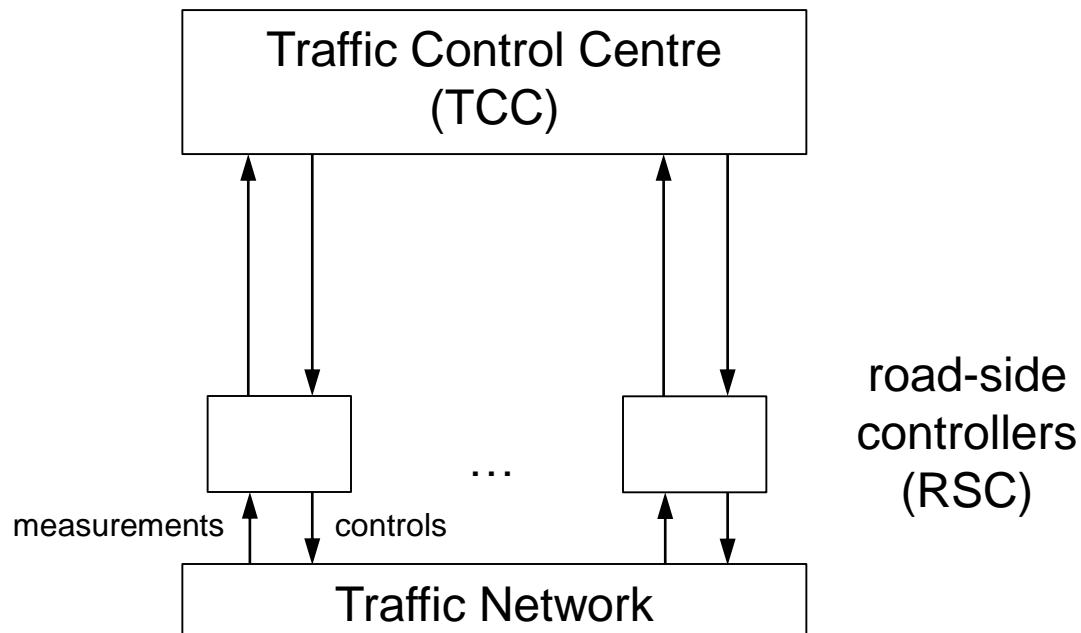 Traffic Control Centre
(TCC)
road-side
controllers
(RSC)
...
measurements
controls
Traffic Network